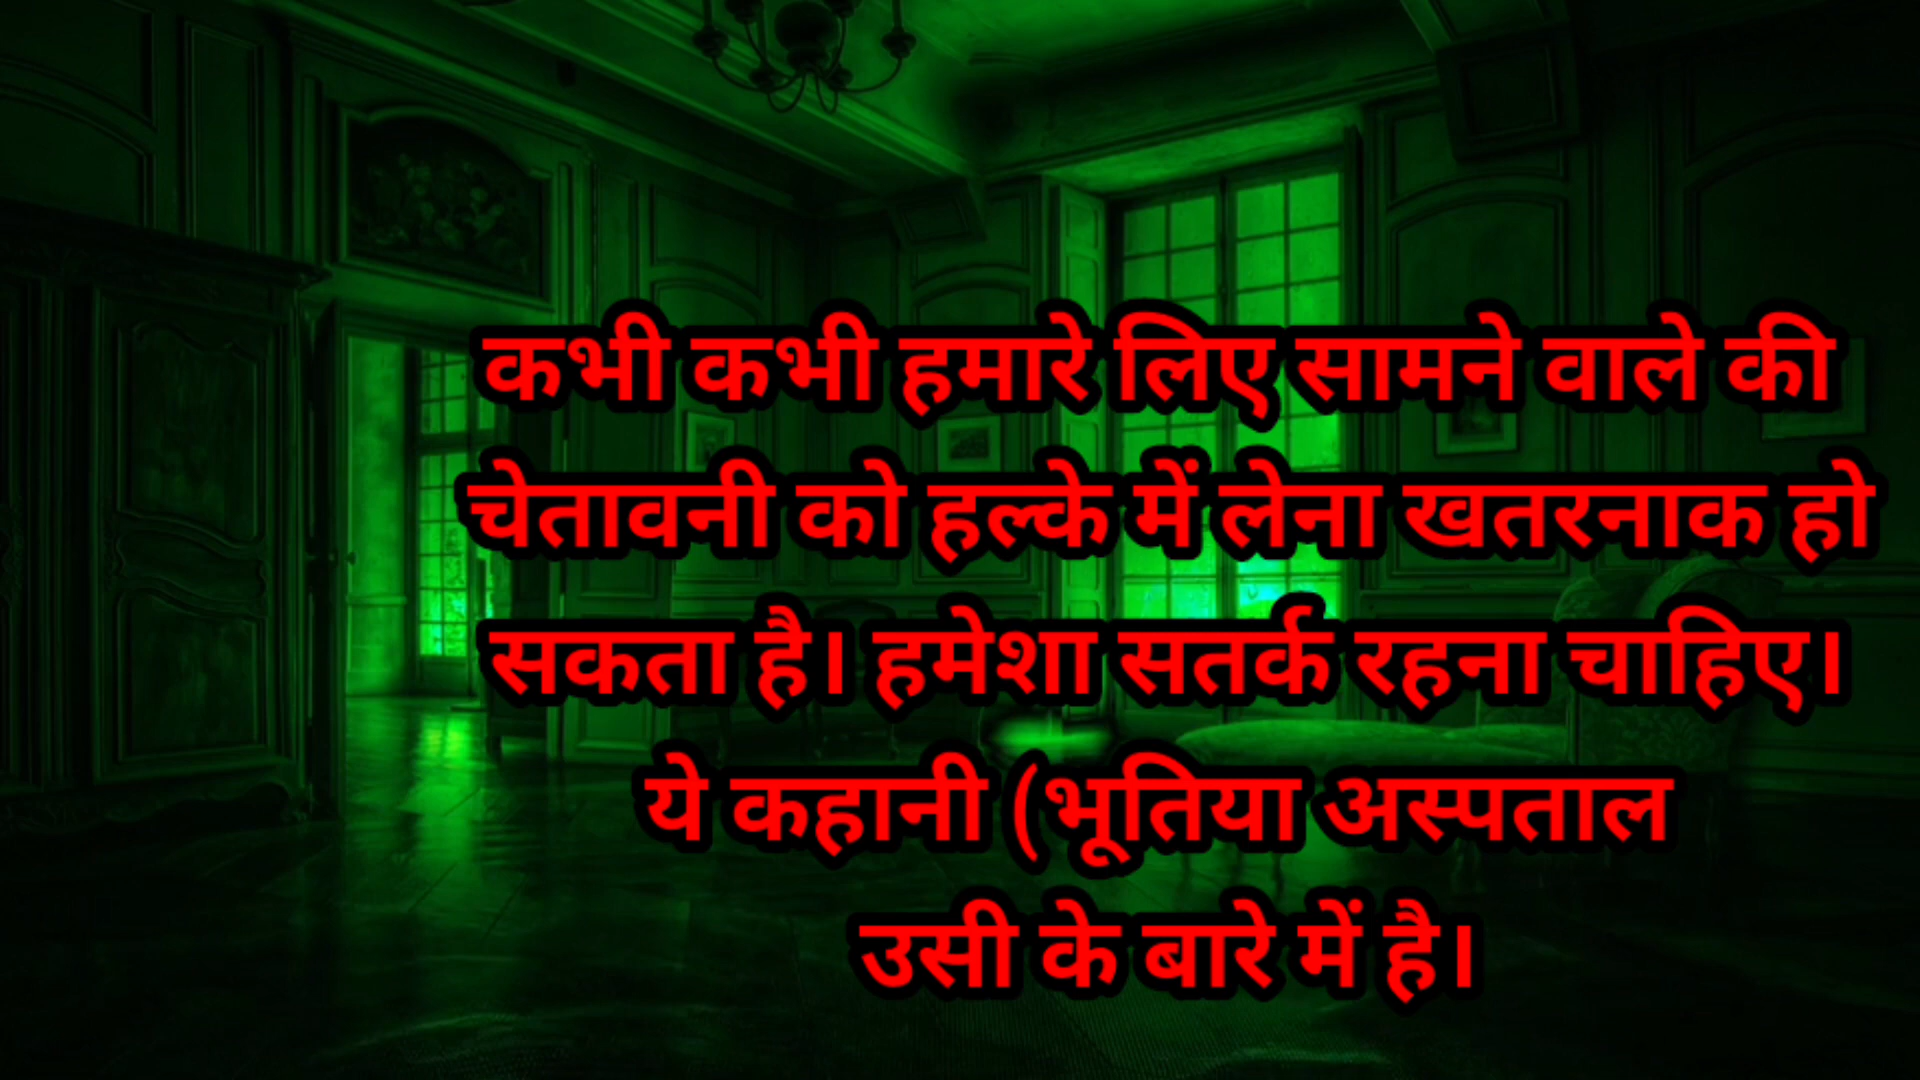 कभी कभी हमारे लिए सामने वाले की
चेतावनी को हल्के में लेना खतरनाक हो
सकता है। हमेशा सतर्क रहना चाहिए।
ये कहानी (भूतिया अस्पताल
उसी के बारे में है।